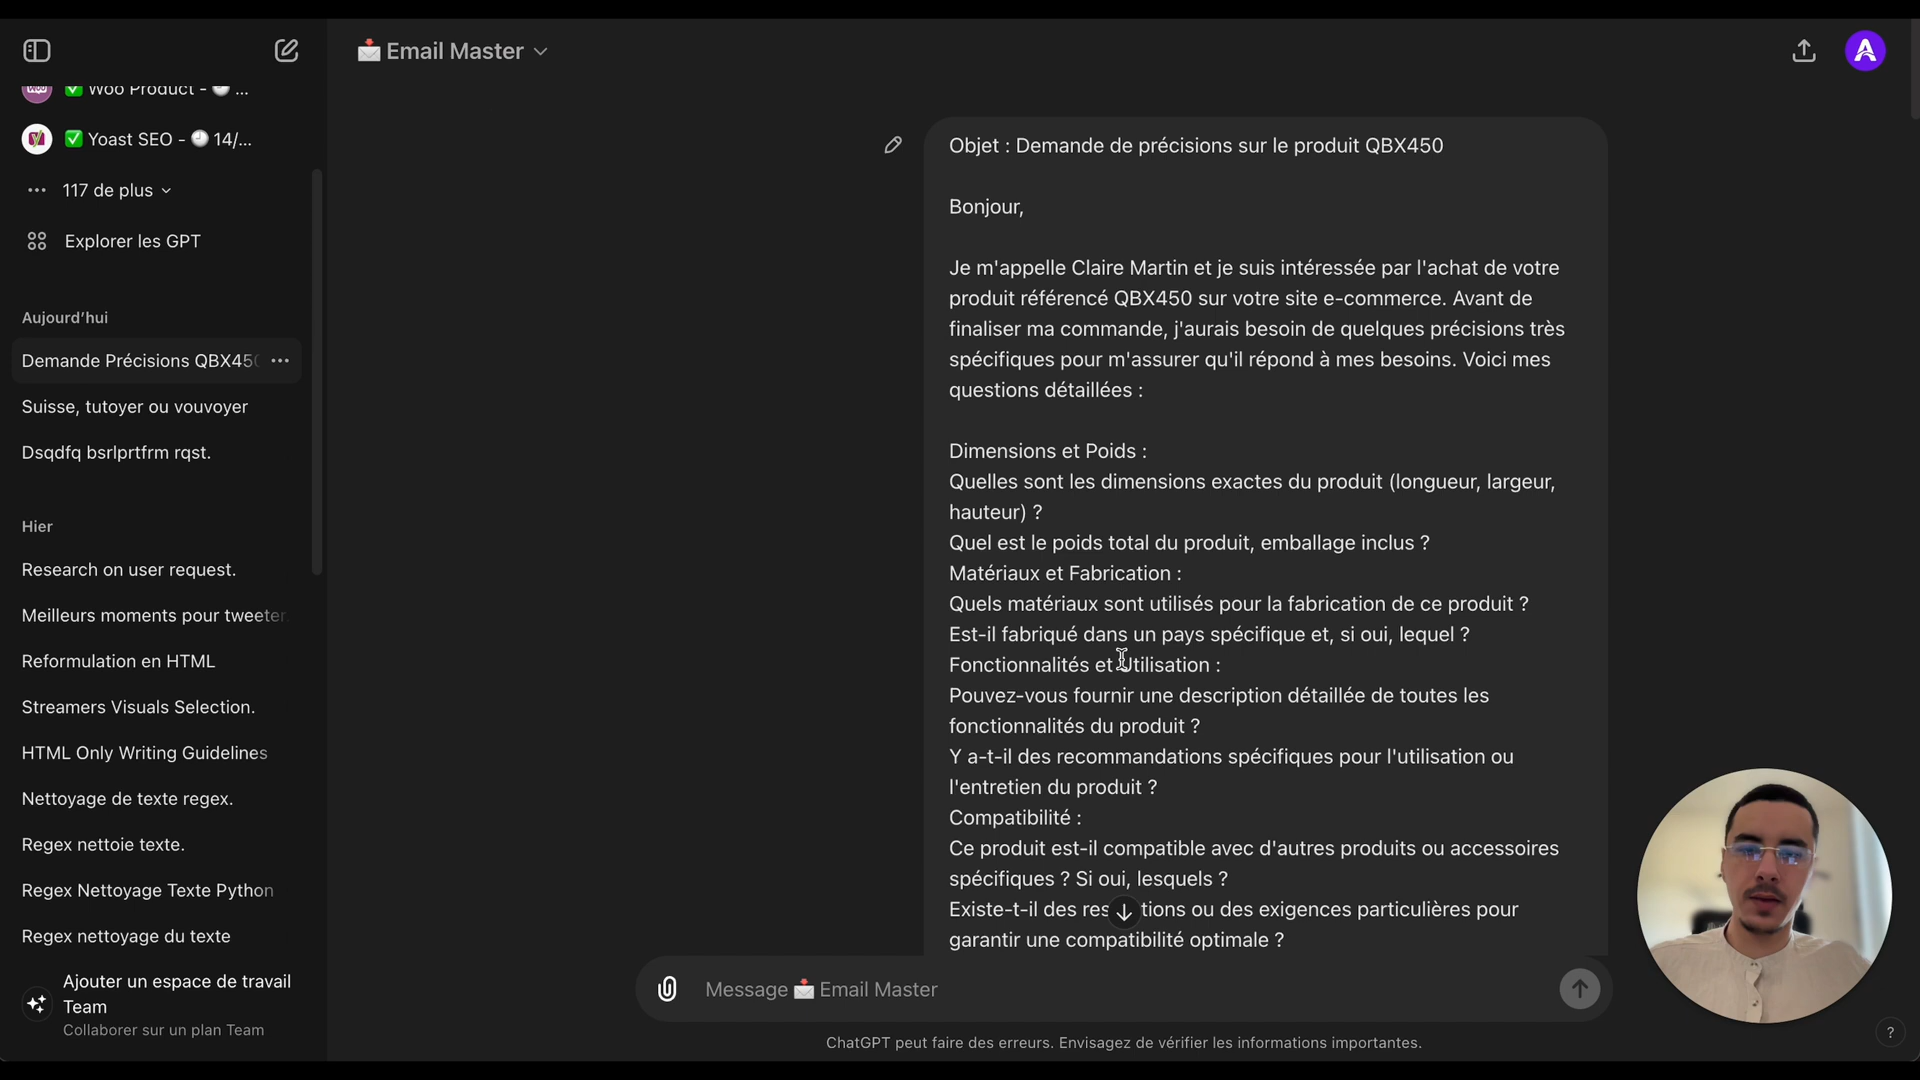 📩 Email Master
✅ Woo Product - 🕘 ...
✅ Yoast SEO - 🕘 14/...
117 de plus
Explorer les GPT
Aujourd'hui
Demande Précisions QBX450
Suisse, tutoyer ou vouvoyer
Dsqdfq bsrlprtfrm rqst.
Hier
Research on user request.
Meilleurs moments pour tweeter
Reformulation en HTML
Streamers Visuals Selection.
HTML Only Writing Guidelines
Nettoyage de texte regex.
Regex nettoie texte.
Regex Nettoyage Texte Python
Regex nettoyage du texte
Ajouter un espace de travail
Team
Collaborer sur un plan Team
Objet : Demande de précisions sur le produit QBX450
Bonjour,
Je m'appelle Claire Martin et je suis intéressée par l'achat de votre
produit référencé QBX450 sur votre site e-commerce. Avant de
finaliser ma commande, j'aurais besoin de quelques précisions très
spécifiques pour m'assurer qu'il répond à mes besoins. Voici mes
questions détaillées :
Dimensions et Poids :
Quelles sont les dimensions exactes du produit (longueur, largeur,
hauteur) ?
Quel est le poids total du produit, emballage inclus ?
Matériaux et Fabrication :
Quels matériaux sont utilisés pour la fabrication de ce produit ?
Est-il fabriqué dans un pays spécifique et, si oui, lequel ?
Fonctionnalités et Utilisation :
Pouvez-vous fournir une description détaillée de toutes les
fonctionnalités du produit ?
Y a-t-il des recommandations spécifiques pour l'utilisation ou
l'entretien du produit ?
Compatibilité :
Ce produit est-il compatible avec d'autres produits ou accessoires
spécifiques ? Si oui, lesquels ?
Existe-t-il des ou des exigences particulières pour
garantir une compatibilité optimale ?
Message 📩 Email Master
ChatGPT peut faire des erreurs. Envisagez de vérifier les informations importantes.
?